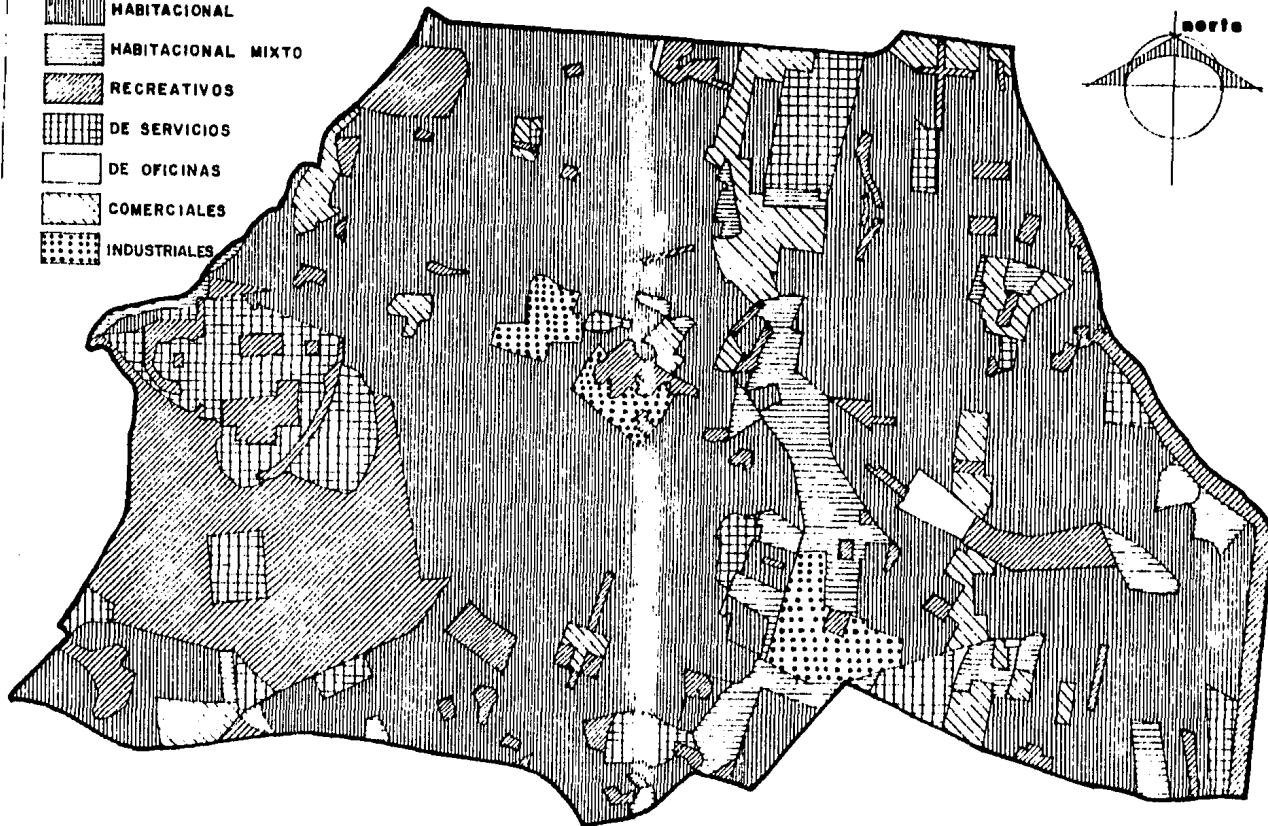 HABITACIONAL
HABITACIONAL MIXTO
RECREATIVOS
DE SERVICIOS
DE OFICINAS
COMERCIALES
INDUSTRIALES
norte